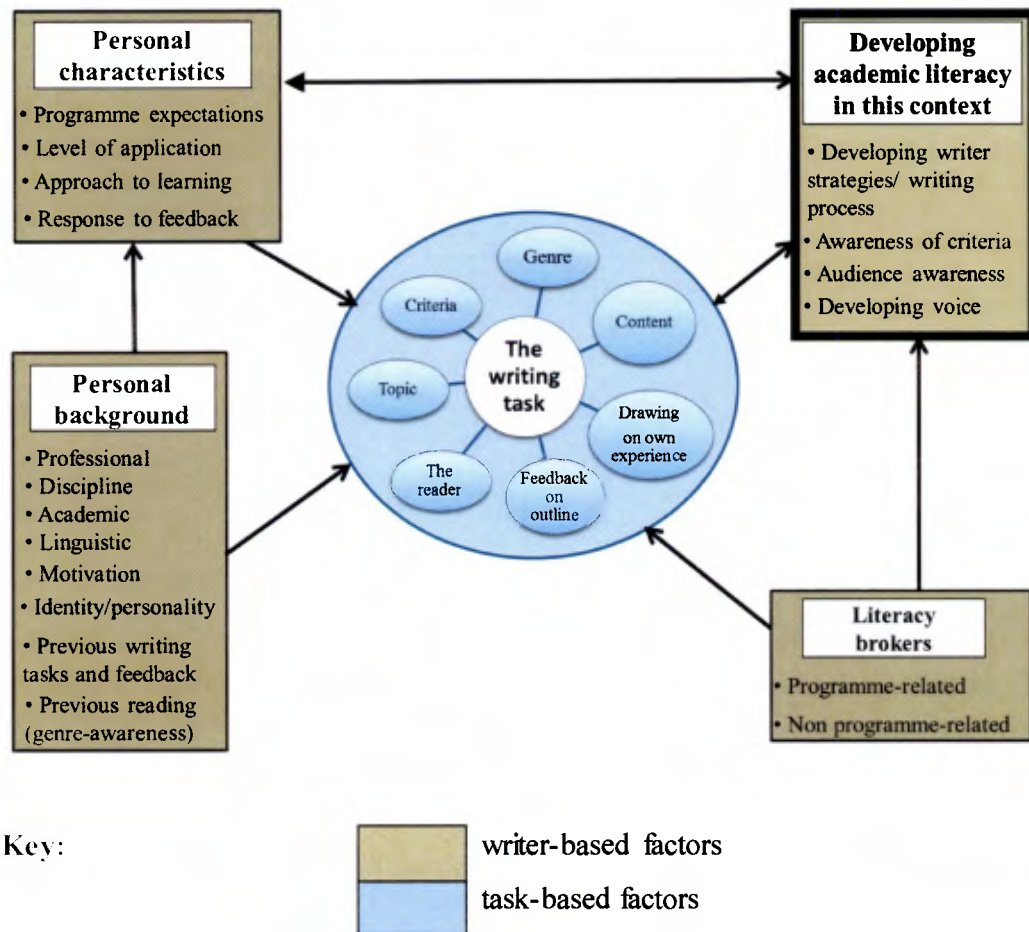 Personal
characteristics
• Programme expectations
• Level of application
• Approach to learning
• Response to feedback
Developing
academic literacy
in this context
• Developing writer
strategies/ writing
process
• Awareness of criteria
• Audience awareness
• Developing voice
Genre
Criteria
Content
The
writing
task
Topic
Drawing
on own
experience
The
reader
Feedback
on
outline
Personal
background
• Professional
• Discipline
• Academic
• Linguistic
• Motivation
• Identity/personality
• Previous writing
tasks and feedback
• Previous reading
(genre-awareness)
Literacy
brokers
• Programme-related
• Non programme-related
Key:
writer-based factors
task-based factors